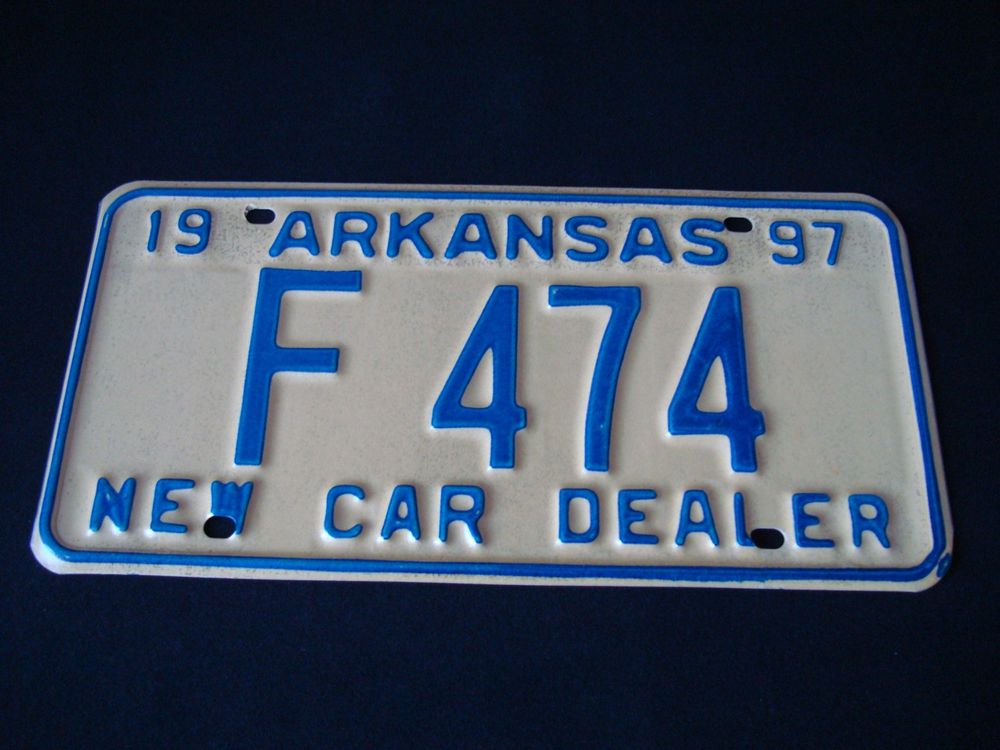 19 ARKANSAS 97
F 474
NEW CAR DEALER